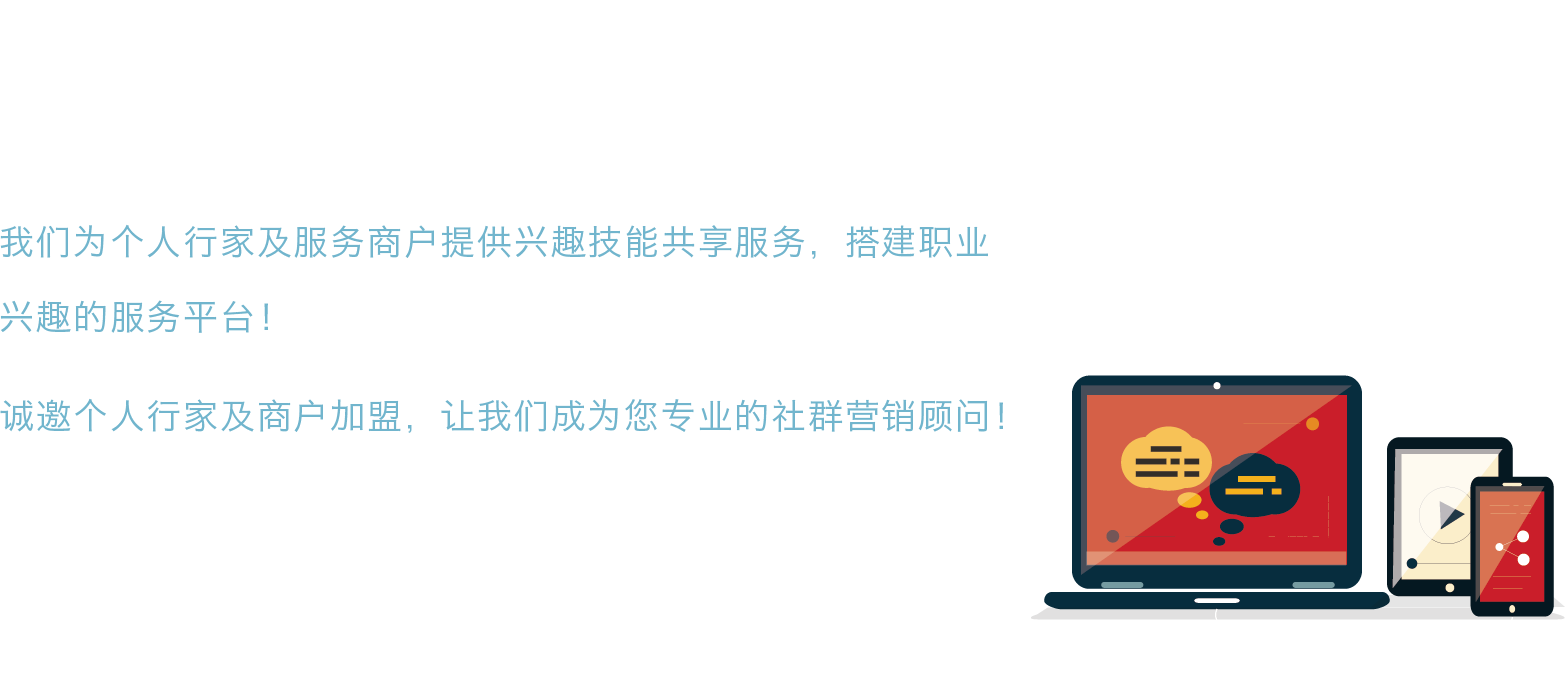 我们为个人行家及服务商户提供兴趣技能共享服务，搭建职业
兴趣的服务平台！
诚邀个人行家及商户加盟，让我们成为您专业的社群营销顾问！